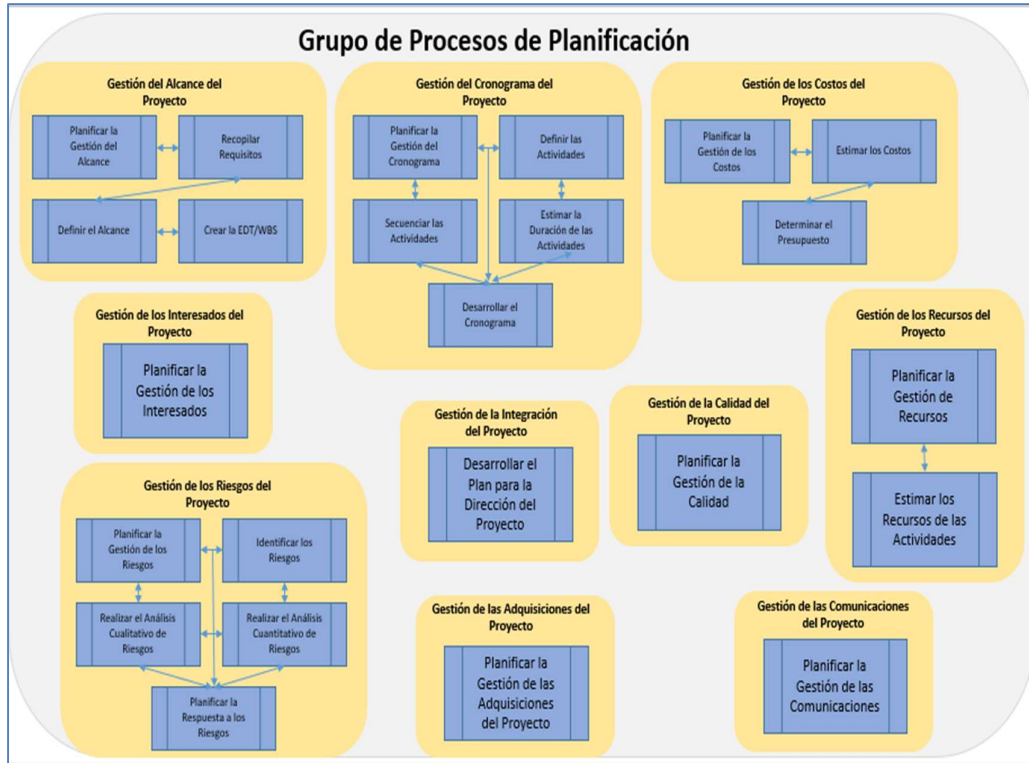 Grupo de Procesos de Planificación
Gestión del Alcance del
Proyecto
Planificar la
Gestión del
Alcance
Recopilar
Requisitos
Definir el Alcance
Crear la EDT/WBS
Gestión del Cronograma del
Proyecto
Planificar la
Gestión del
Cronograma
Definir las
Actividades
Secuenciar las
Actividades
Estimar la
Duración de las
Actividades
Desarrollar el
Cronograma
Gestión de los Costos del
Proyecto
Planificar la
Gestión de los
Costos
Estimar los Costos
Determinar el
Presupuesto
Gestión de los Interesados del
Proyecto
Planificar la
Gestión de los
Interesados
Gestión de la Integración
del Proyecto
Desarrollar el
Plan para la
Dirección del
Proyecto
Gestión de la Calidad del
Proyecto
Planificar la
Gestión de la
Calidad
Gestión de los Recursos del
Proyecto
Planificar la
Gestión de
Recursos
Estimar los
Recursos de las
Actividades
Gestión de los Riesgos del
Proyecto
Planificar la
Gestión de los
Riesgos
Identificar los
Riesgos
Realizar el Análisis
Cualitativo de
Riesgos
Realizar el Análisis
Cuantitativo de
Riesgos
Planificar la
Respuesta a los
Riesgos
Gestión de las Adquisiciones del
Proyecto
Planificar la
Gestión de las
Adquisiciones
del Proyecto
Gestión de las Comunicaciones
del Proyecto
Planificar la
Gestión de las
Comunicaciones